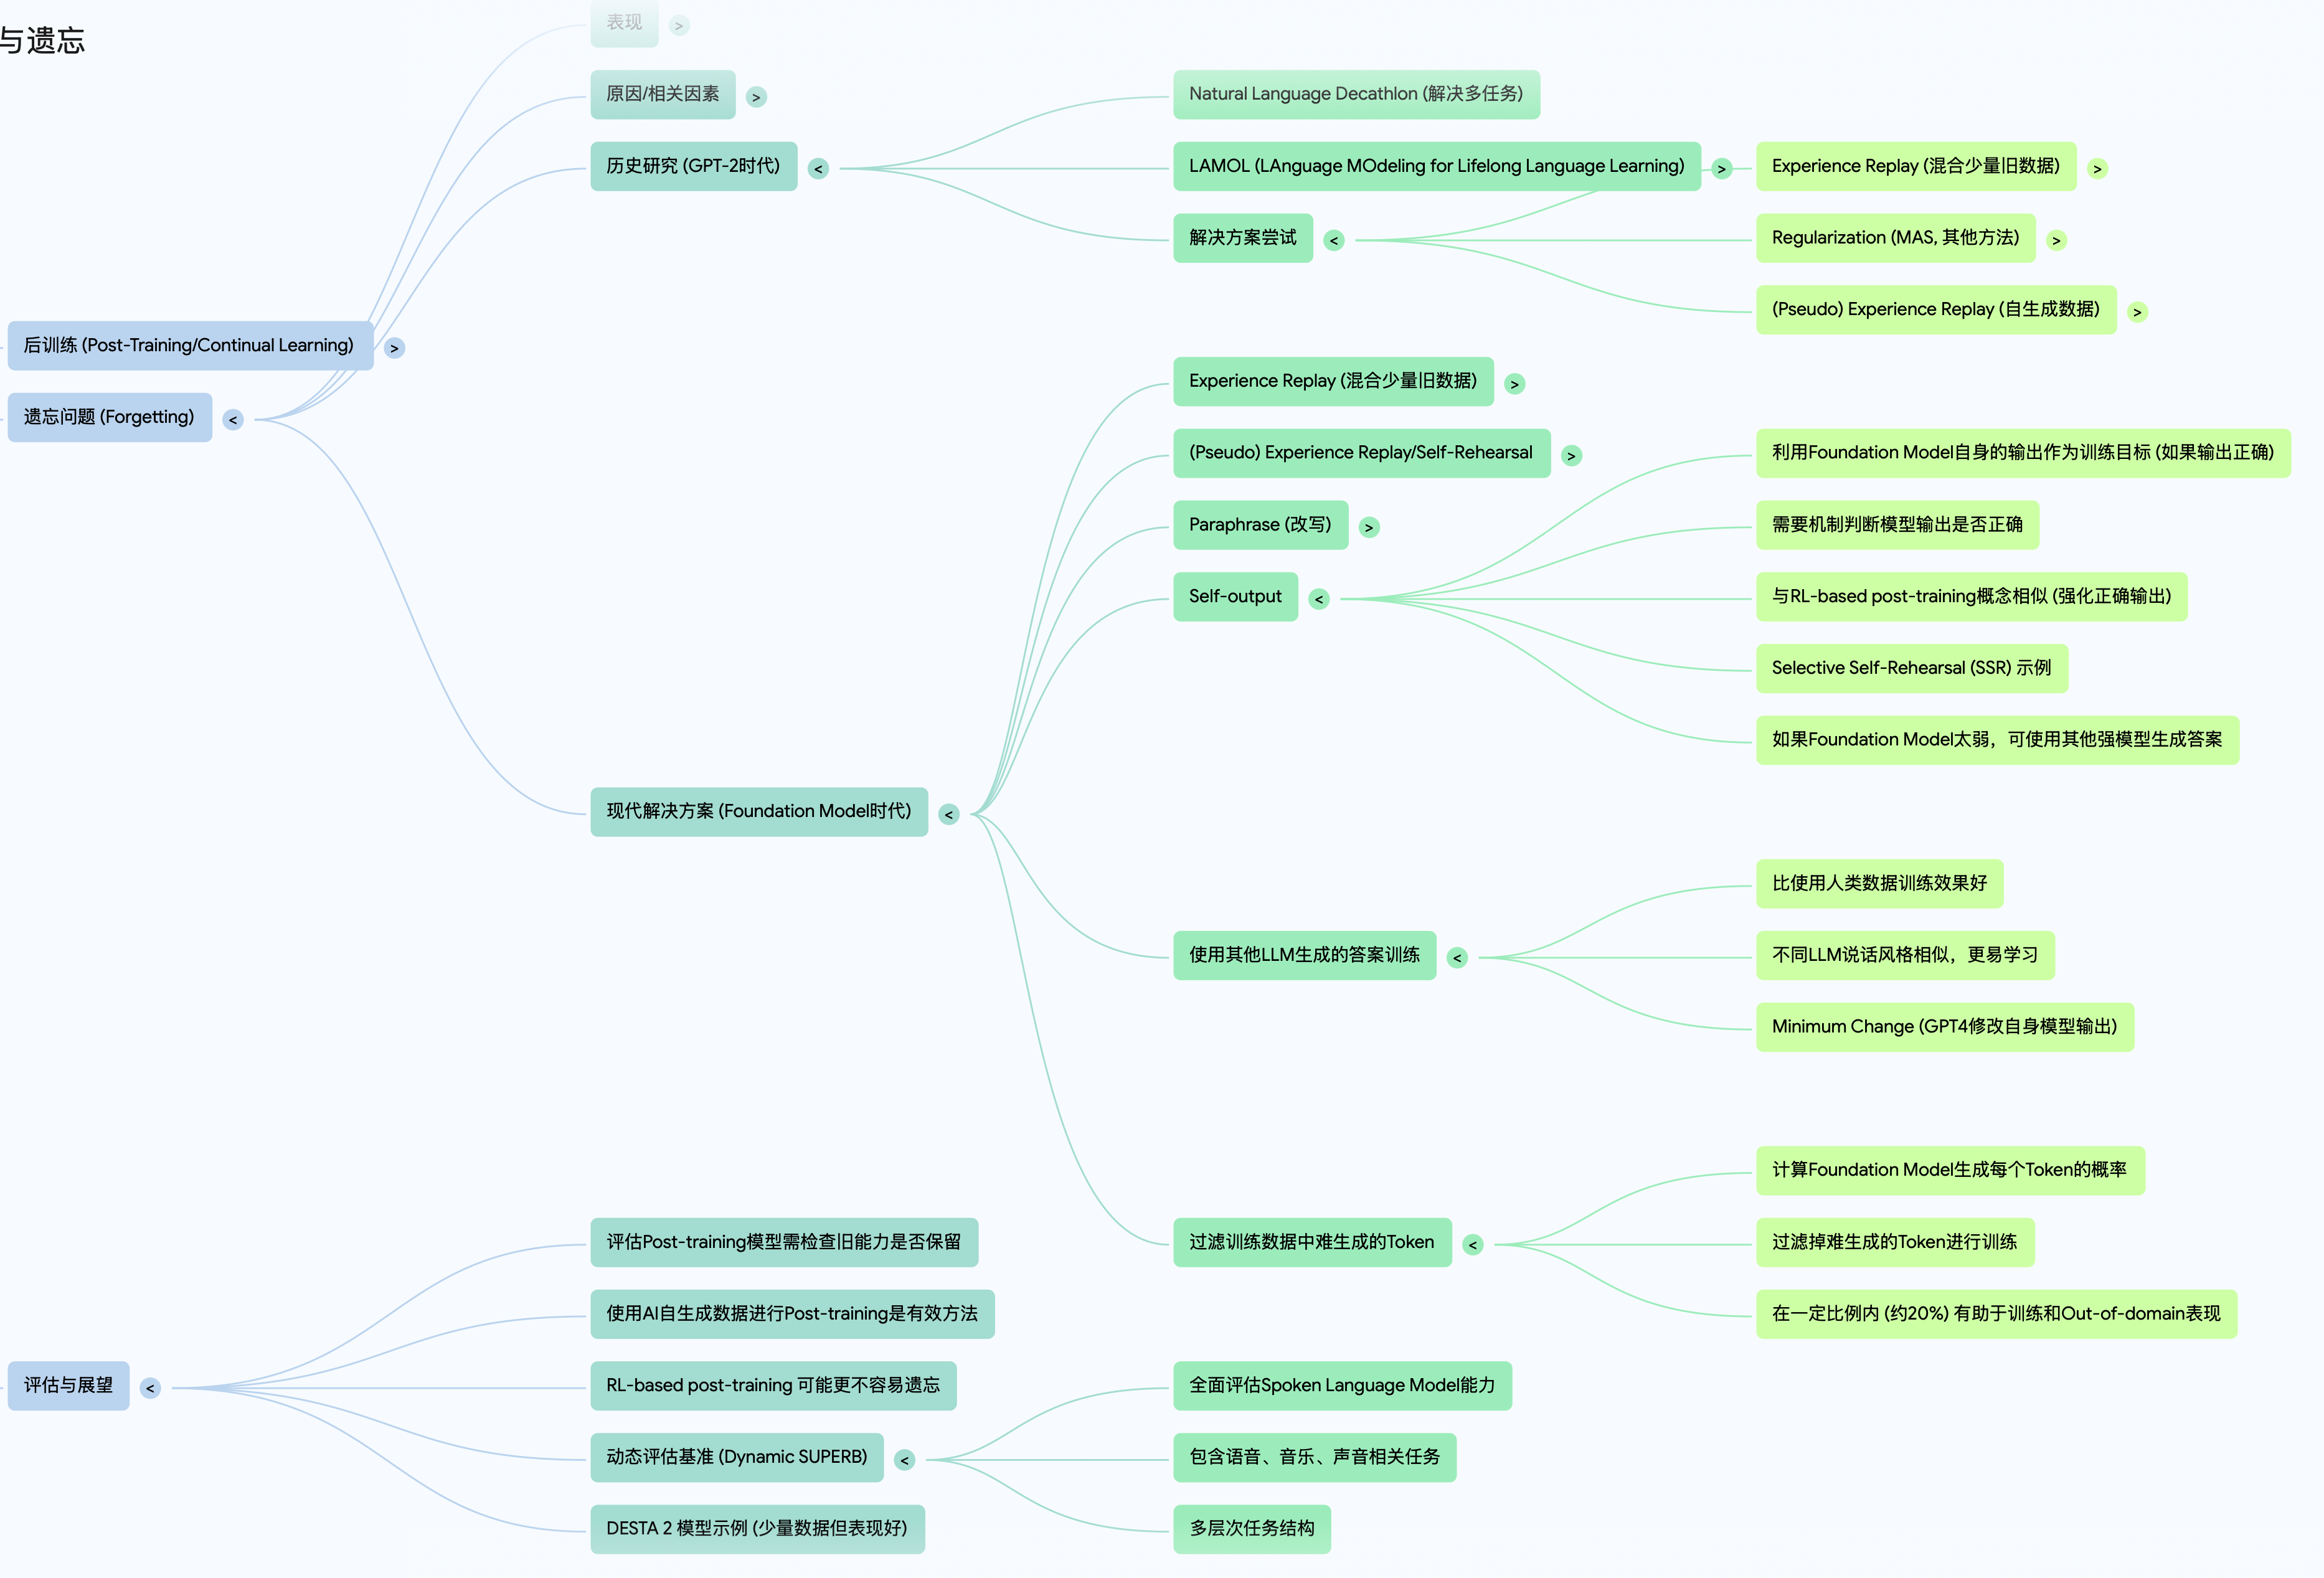 与遗忘
表现
原因/相关因素
历史研究 (GPT-2时代)
Natural Language Decathlon (解决多任务)
LAMOL (LAnguage MOdeling for Lifelong Language Learning)
解决方案尝试
Experience Replay (混合少量旧数据)
Regularization (MAS, 其他方法)
(Pseudo) Experience Replay (自生成数据)
后训练 (Post-Training/Continual Learning)
遗忘问题 (Forgetting)
现代解决方案 (Foundation Model时代)
Experience Replay (混合少量旧数据)
(Pseudo) Experience Replay/Self-Rehearsal
Paraphrase (改写)
Self-output
利用Foundation Model自身的输出作为训练目标 (如果输出正确)
需要机制判断模型输出是否正确
与RL-based post-training概念相似 (强化正确输出)
Selective Self-Rehearsal (SSR) 示例
如果Foundation Model太弱，可使用其他强模型生成答案
使用其他LLM生成的答案训练
比使用人类数据训练效果好
不同LLM说话风格相似，更易学习
Minimum Change (GPT4修改自身模型输出)
过滤训练数据中难生成的Token
计算Foundation Model生成每个Token的概率
过滤掉难生成的Token进行训练
在一定比例内 (约20%) 有助于训练和Out-of-domain表现
评估与展望
评估Post-training模型需检查旧能力是否保留
使用AI自生成数据进行Post-training是有效方法
RL-based post-training 可能更不容易遗忘
动态评估基准 (Dynamic SUPERB)
全面评估Spoken Language Model能力
包含语音、音乐、声音相关任务
多层次任务结构
DESTA 2 模型示例 (少量数据但表现好)